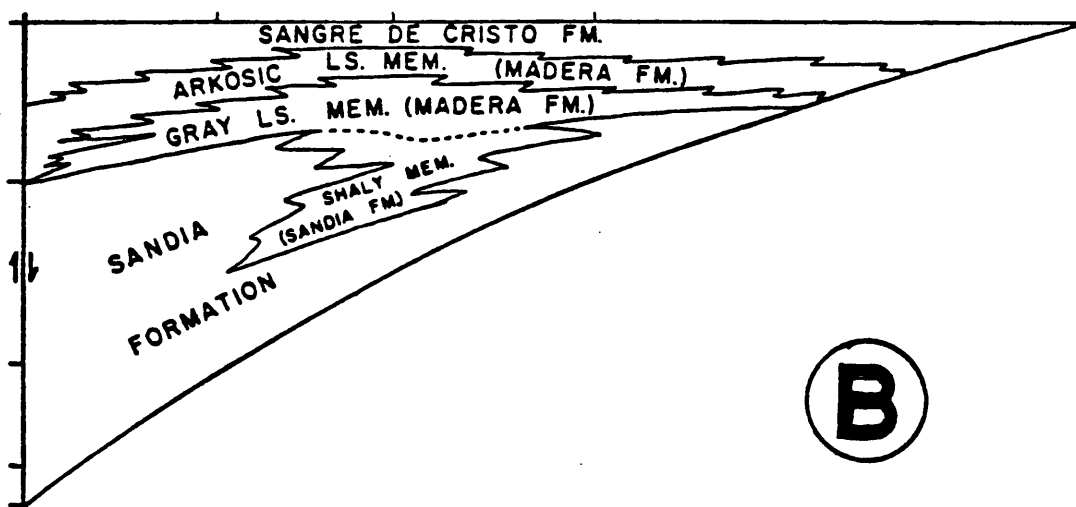 SANGRE DE CRISTO FM.
ARKOSIC LS. MEM. (MADERA FM.)
GRAY LS. MEM. (MADERA FM.)
SHALY MEM.
(SANDIA FM.)
SANDIA
FORMATION
B